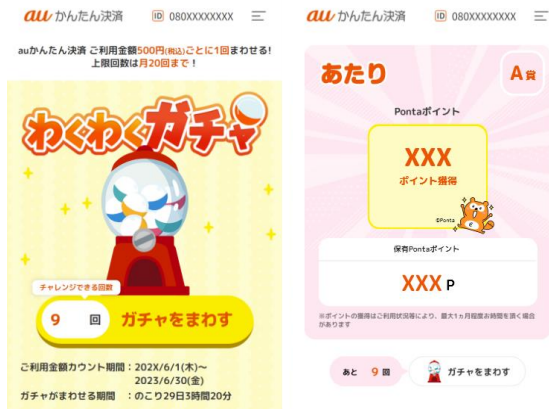 au かんたん決済
ID 080XXXXXXXX
auかんたん決済 ご利用金額500円(税込)ごとに1回まわせる!
上限回数は月20回まで!
わくわくガチャ
チャレンジできる回数
9 回 ガチャをまわす
ご利用金額カウント期間：202X/6/1(木)～
2023/6/30(金)
ガチャがまわせる期間 ：のこり29日3時間20分
au かんたん決済
ID 080XXXXXXXX
あたり
A賞
Pontaポイント
XXX
ポイント獲得
©Ponta
保有Pontaポイント
XXX P
※ポイントの獲得はご利用状況等により、最大1ヵ月程度お時間を頂く場合
があります
あと 9 回
ガチャをまわす